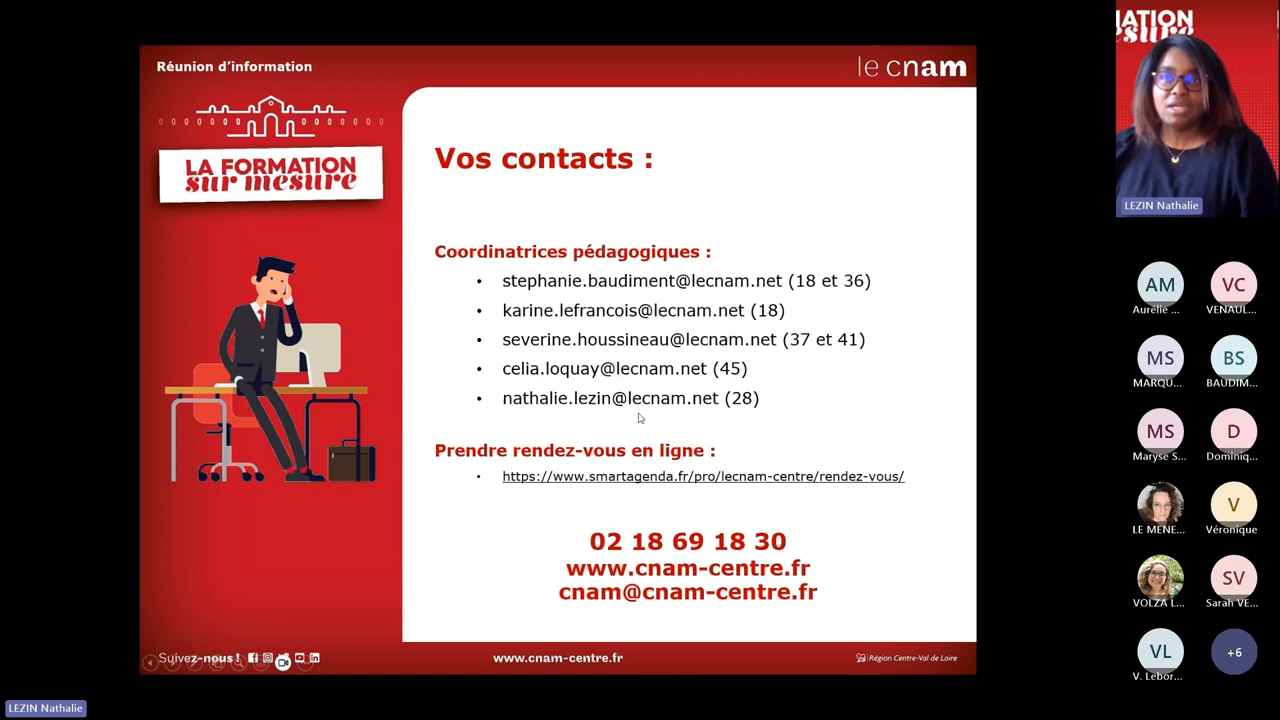 Réunion d'information
le cnam
LA FORMATION
sur mesure
Vos contacts :
Coordinatrices pédagogiques :
• stephanie.baudiment@lecnam.net (18 et 36)
• karine.lefrancois@lecnam.net (18)
• severine.houssineau@lecnam.net (37 et 41)
• celia.loquay@lecnam.net (45)
• nathalie.lezin@lecnam.net (28)
Prendre rendez-vous en ligne :
• https://www.smartagenda.fr/pro/lecnam-centre/rendez-vous/
02 18 69 18 30
www.cnam-centre.fr
cnam@cnam-centre.fr
Suivez-nous !
www.cnam-centre.fr
Région Centre-Val de Loire
LEZIN Nathalie
MATION
esure
LEZIN Nathalie
AM
Aurélie ...
VC
VENAUL...
MS
MARQU...
BS
BAUDIM...
MS
Maryse S...
D
Dominiq...
LE MENE...
V
Véronique
VOLZA L...
SV
Sarah VE...
VL
V. Lebor...
+6